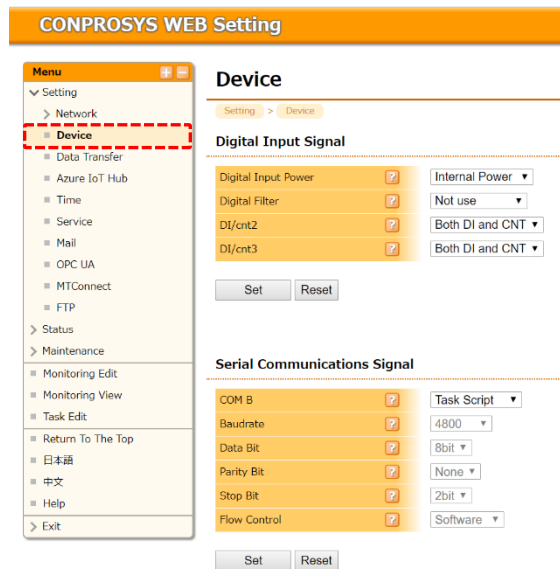 CONPROSYS WEB Setting
Menu
Setting
Network
Device
Data Transfer
Azure IoT Hub
Time
Service
Mail
OPC UA
MTConnect
FTP
Status
Maintenance
Monitoring Edit
Monitoring View
Task Edit
Return To The Top
日本語
中文
Help
Exit
Device
Setting > Device
Digital Input Signal
Digital Input Power ? Internal Power
Digital Filter ? Not use
DI/cnt2 ? Both DI and CNT
DI/cnt3 ? Both DI and CNT
Set Reset
Serial Communications Signal
COM B ? Task Script
Baudrate ? 4800
Data Bit ? 8bit
Parity Bit ? None
Stop Bit ? 2bit
Flow Control ? Software
Set Reset